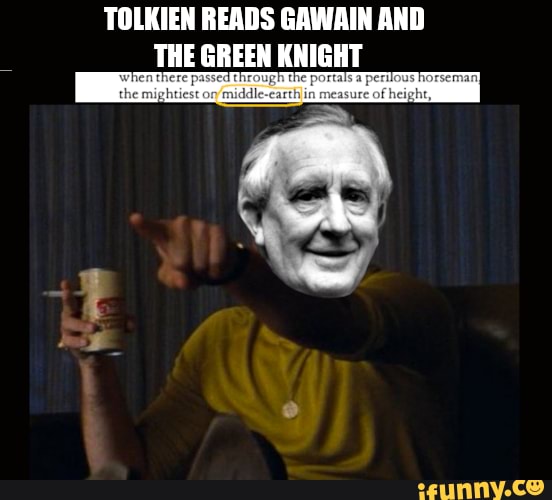 TOLKIEN READS GAWAIN AND
THE GREEN KNIGHT
when there passed through the portals a perilous horseman,
the mightiest on middle-earth in measure of height,
ifunny.co